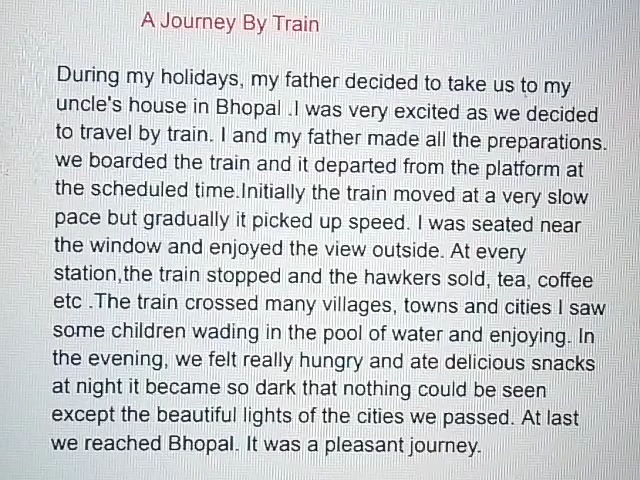 A Journey By Train
During my holidays, my father decided to take us to my
uncle's house in Bhopal .I was very excited as we decided
to travel by train. I and my father made all the preparations.
we boarded the train and it departed from the platform at
the scheduled time.Initially the train moved at a very slow
pace but gradually it picked up speed. I was seated near
the window and enjoyed the view outside. At every
station,the train stopped and the hawkers sold, tea, coffee
etc .The train crossed many villages, towns and cities I saw
some children wading in the pool of water and enjoying. In
the evening, we felt really hungry and ate delicious snacks
at night it became so dark that nothing could be seen
except the beautiful lights of the cities we passed. At last
we reached Bhopal. It was a pleasant journey.